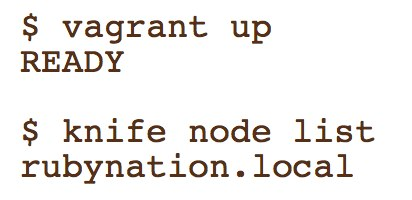 $ vagrant up
READY
$ knife node list
rubynation.local